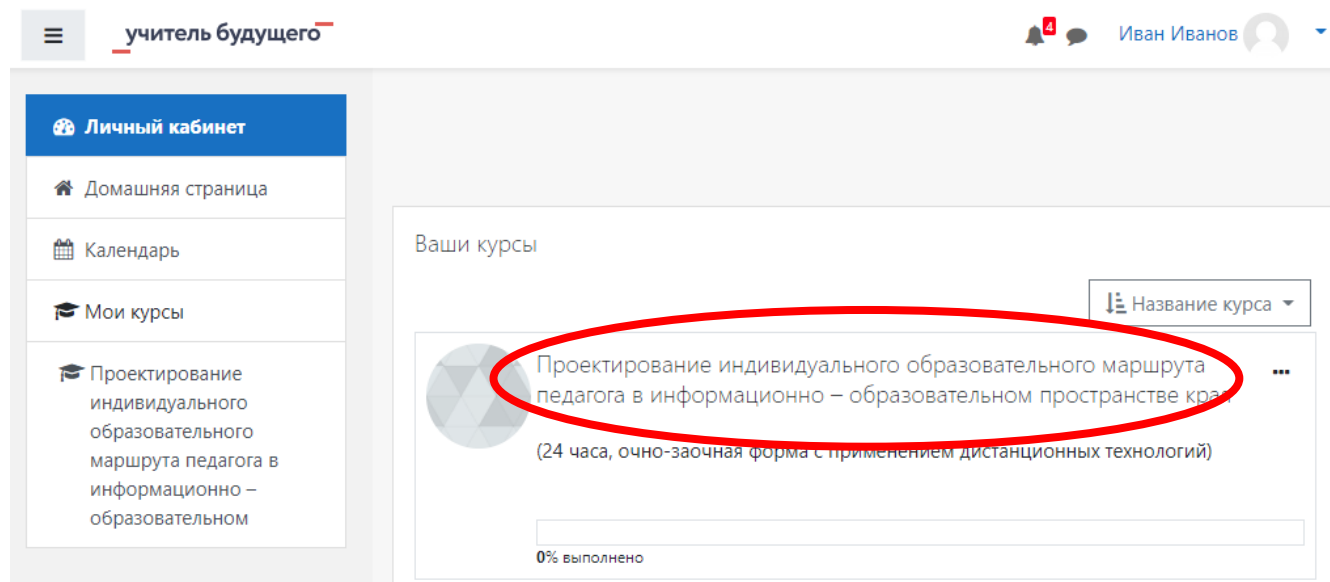 учитель будущего
4
Иван Иванов
Личный кабинет
Домашняя страница
Календарь
Мои курсы
Проектирование
индивидуального
образовательного
маршрута педагога в
информационно –
образовательном
Ваши курсы
Название курса
Проектирование индивидуального образовательного маршрута
педагога в информационно – образовательном пространстве края
(24 часа, очно-заочная форма с применением дистанционных технологий)
0% выполнено